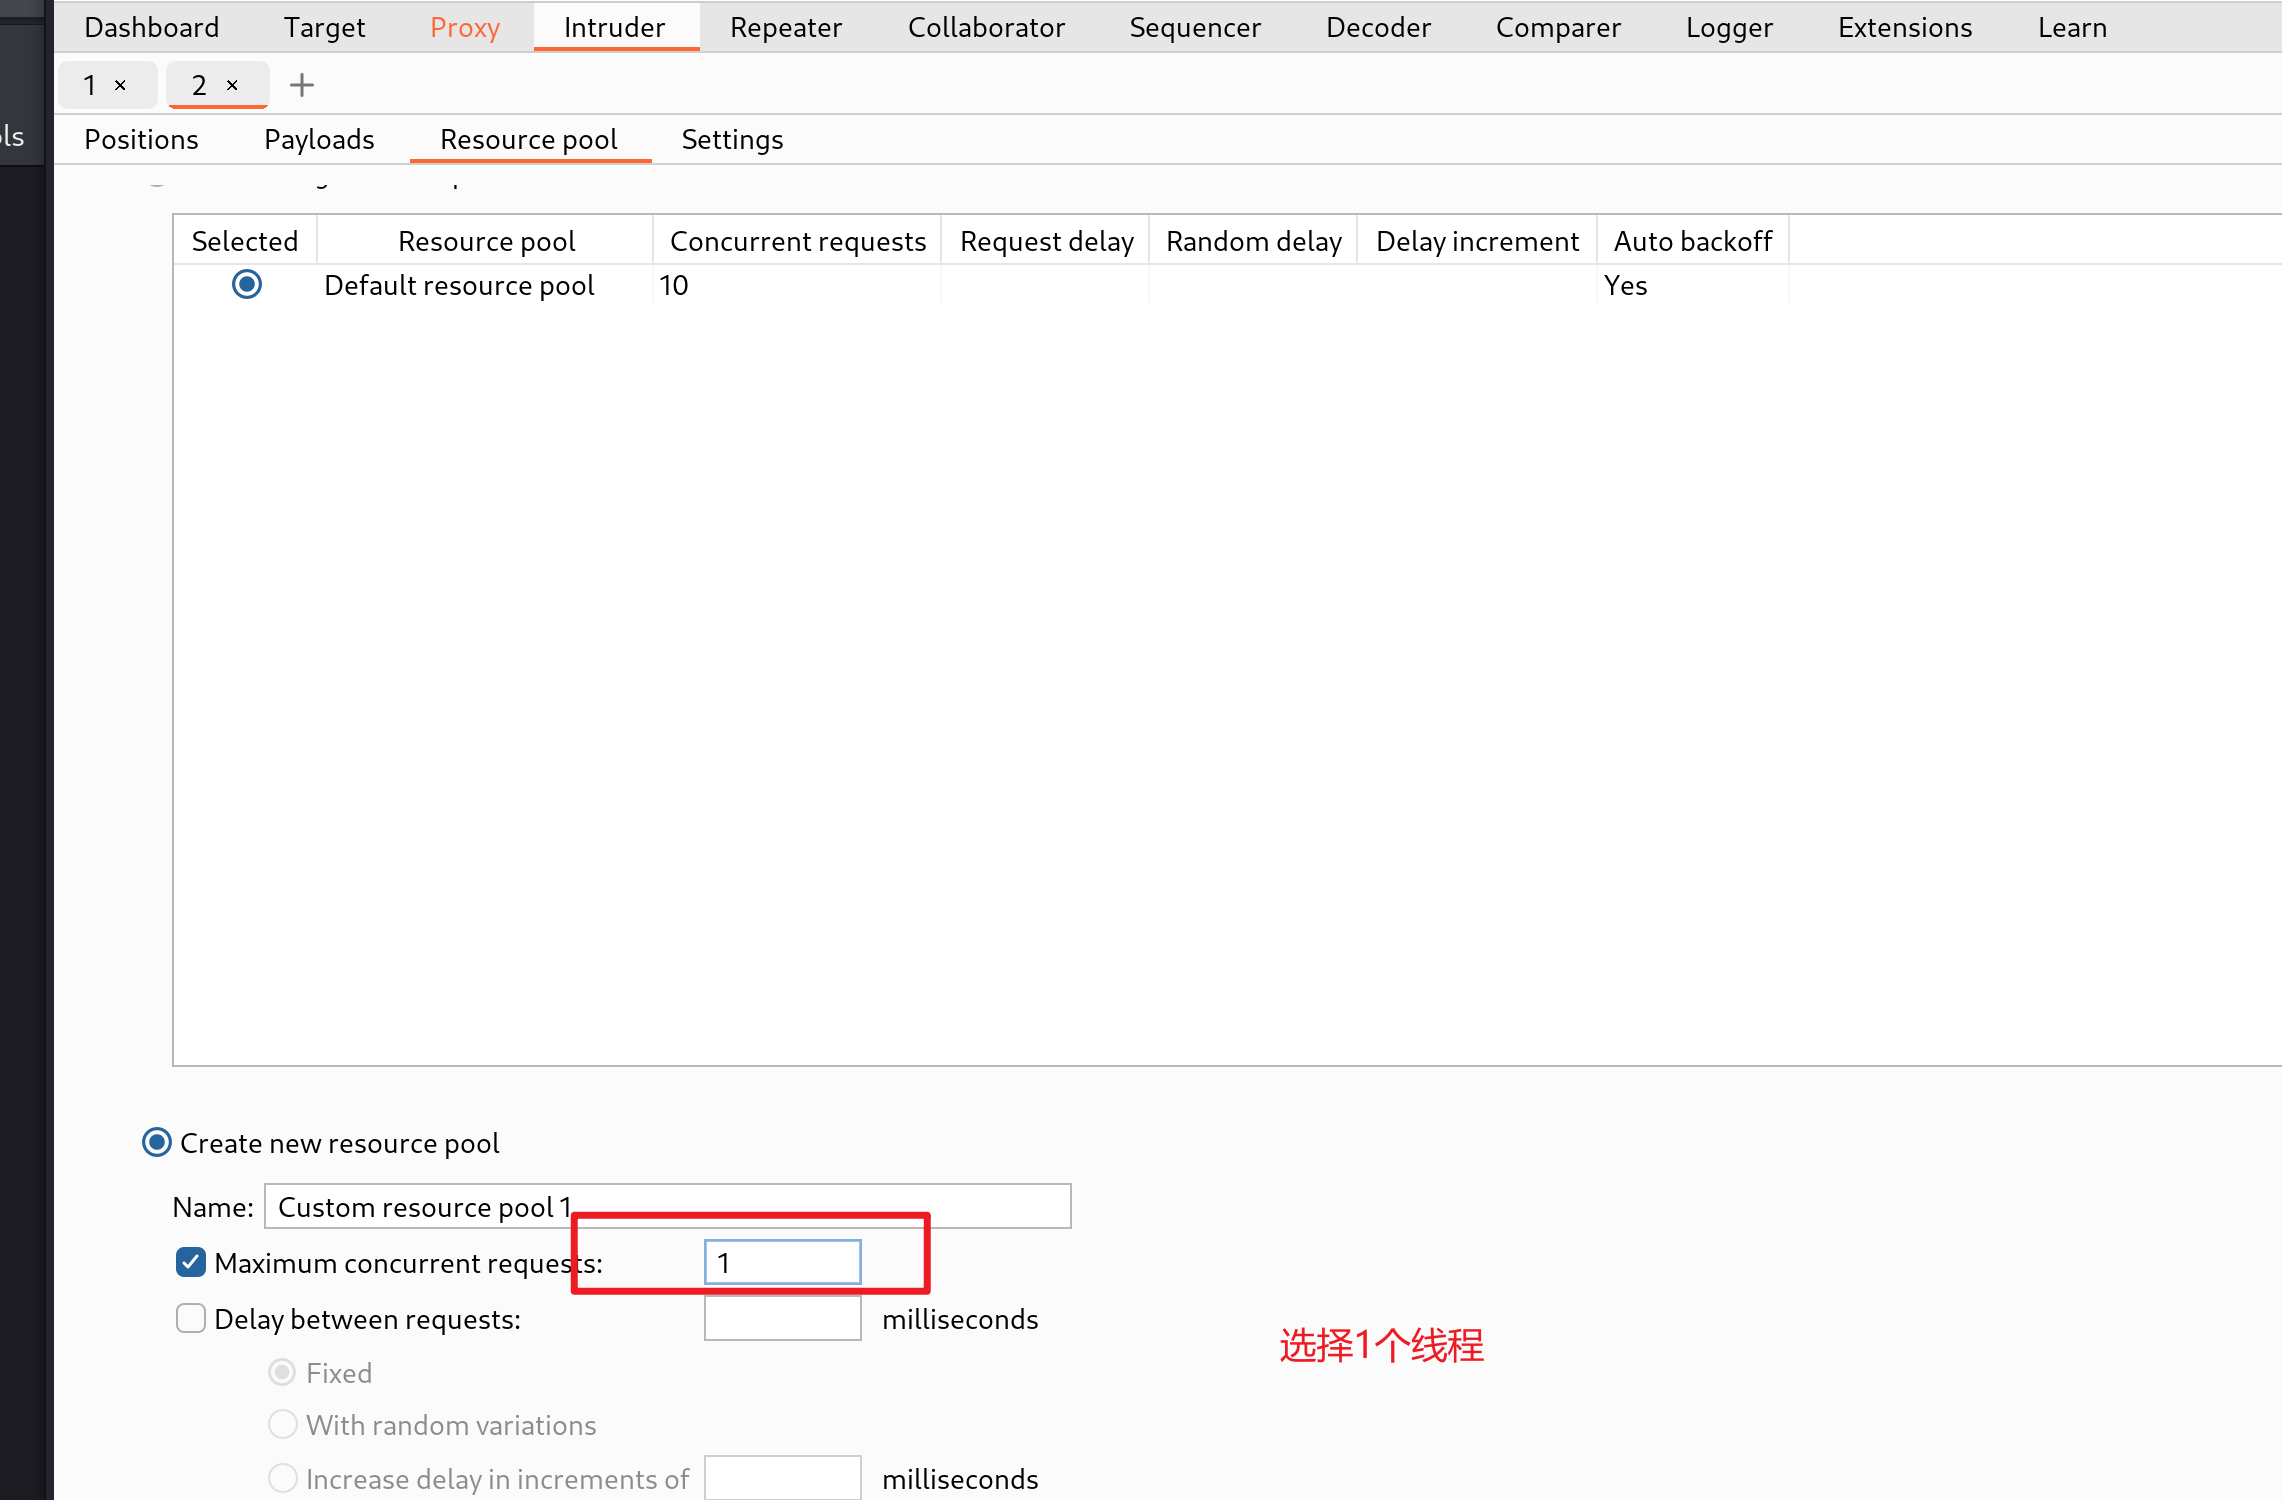 Dashboard Target Proxy Intruder Repeater Collaborator Sequencer Decoder Comparer Logger Extensions Learn
1 × 2 × +
ols
Positions Payloads Resource pool Settings
Selected Resource pool Concurrent requests Request delay Random delay Delay increment Auto backoff
Default resource pool 10 Yes
Create new resource pool
Name: Custom resource pool 1
Maximum concurrent requests: 1
Delay between requests: milliseconds
选择1个线程
Fixed
With random variations
Increase delay in increments of milliseconds